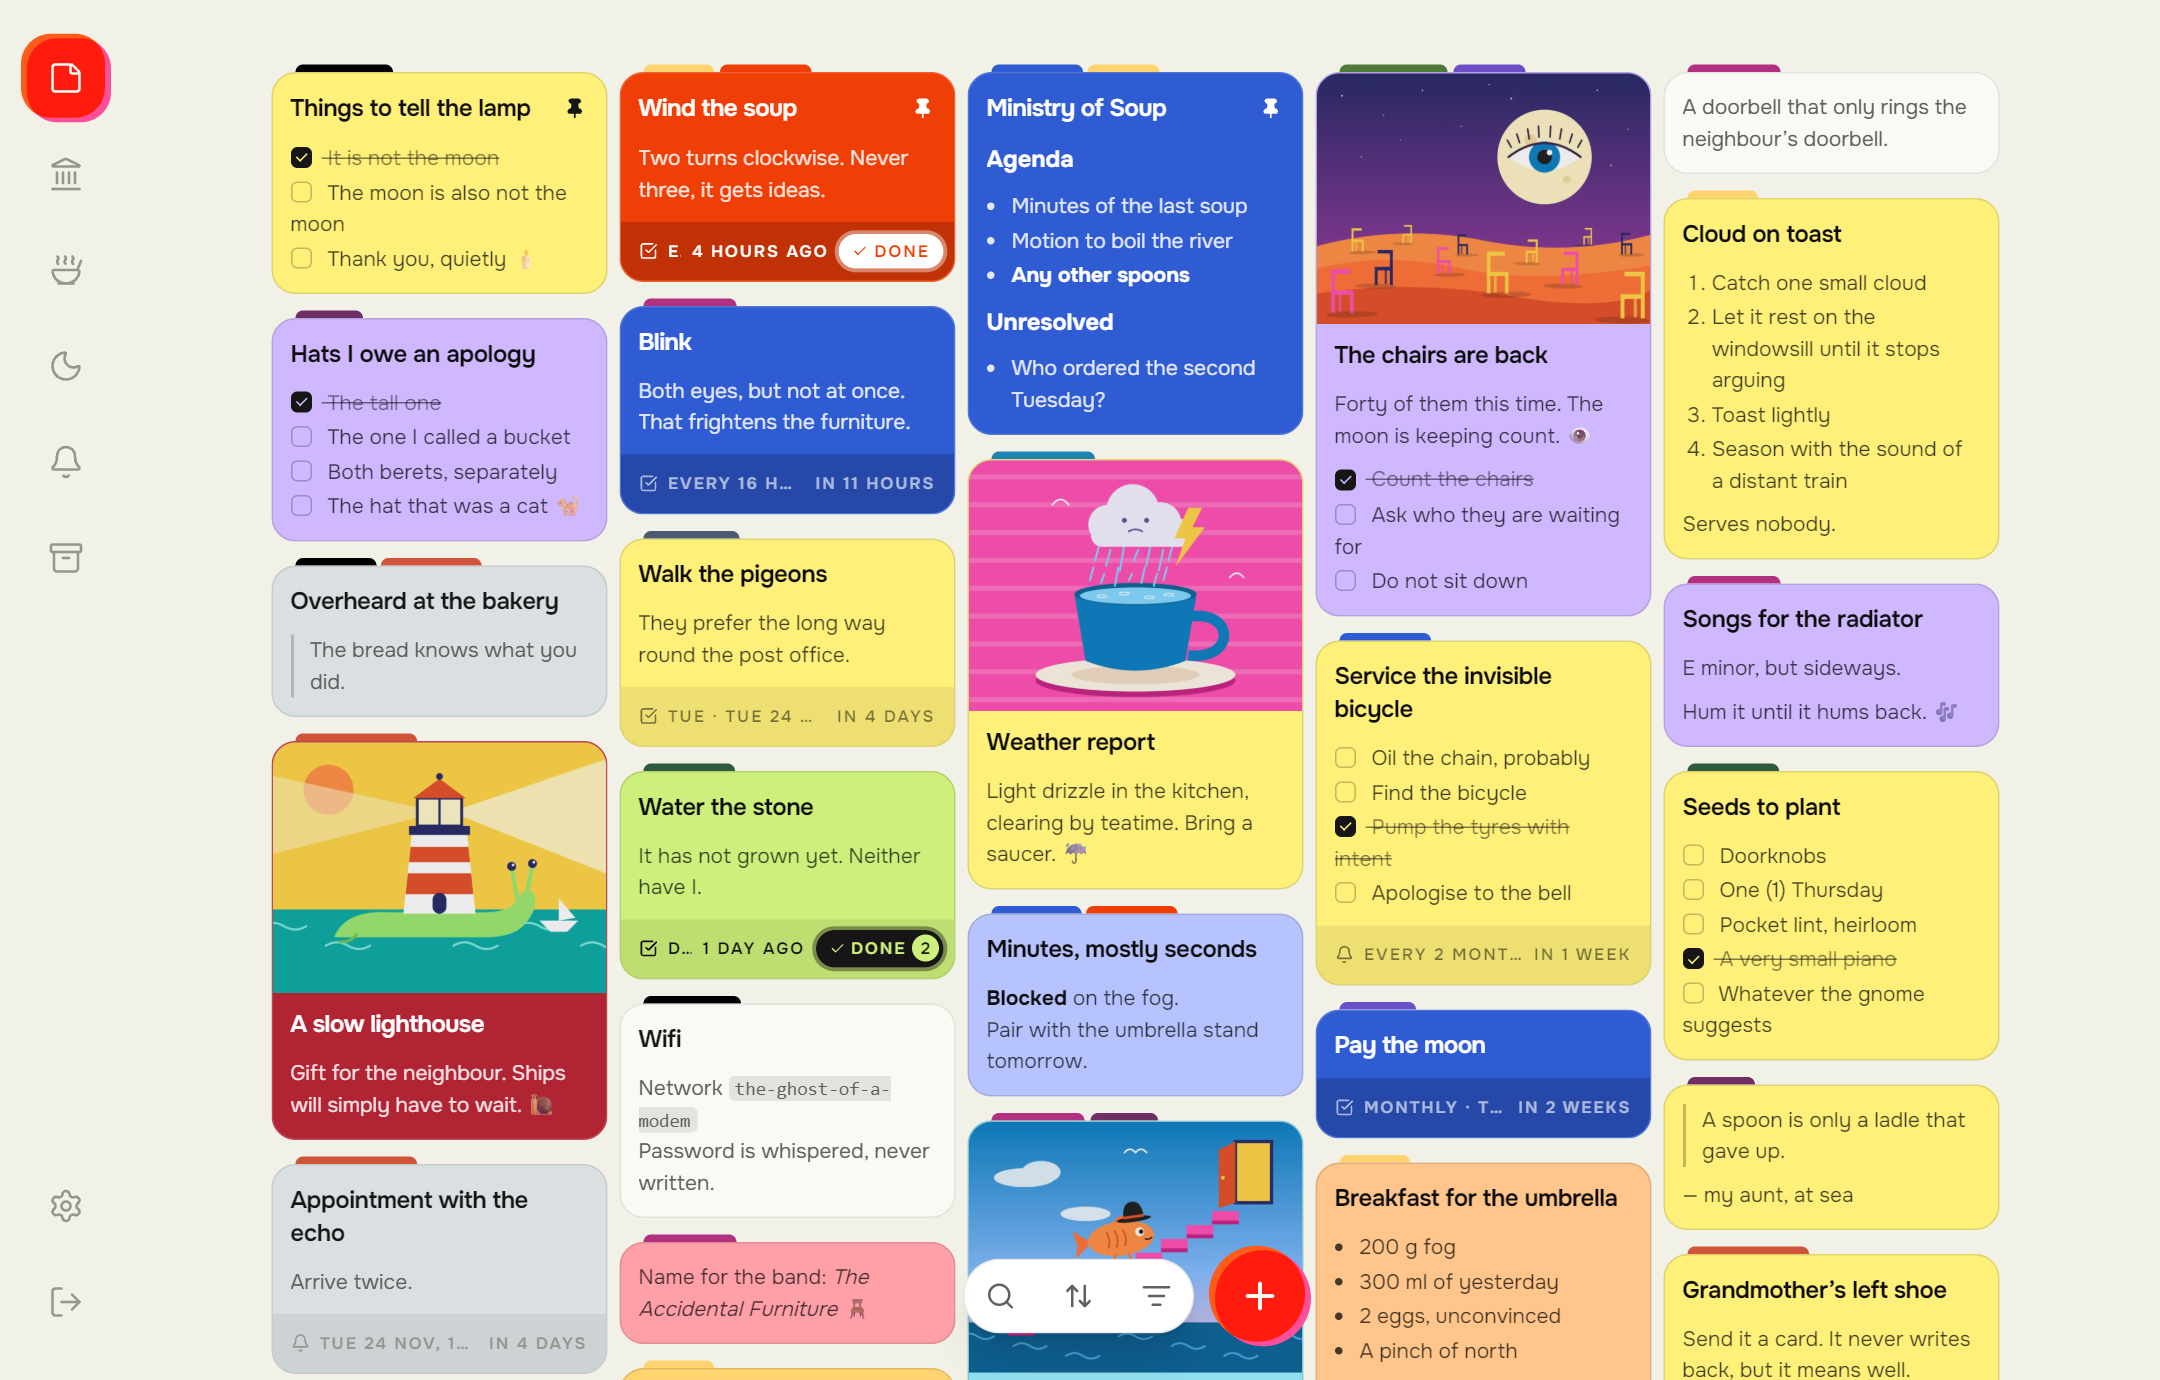 Things to tell the lamp
It is not the moon
The moon is also not the
moon
Thank you, quietly
Hats I owe an apology
The tall one
The one I called a bucket
Both berets, separately
The hat that was a cat
Overheard at the bakery
The bread knows what you
did.
A slow lighthouse
Gift for the neighbour. Ships
will simply have to wait.
Appointment with the
echo
Arrive twice.
TUE 24 NOV, 1… IN 4 DAYS
Wind the soup
Two turns clockwise. Never
three, it gets ideas.
E. 4 HOURS AGO DONE
Blink
Both eyes, but not at once.
That frightens the furniture.
EVERY 16 H… IN 11 HOURS
Walk the pigeons
They prefer the long way
round the post office.
TUE · TUE 24 … IN 4 DAYS
Water the stone
It has not grown yet. Neither
have I.
D… 1 DAY AGO DONE 2
Wifi
Network the-ghost-of-a-
modem
Password is whispered, never
written.
Name for the band: The
Accidental Furniture
Ministry of Soup
Agenda
• Minutes of the last soup
• Motion to boil the river
• Any other spoons
Unresolved
• Who ordered the second
Tuesday?
Weather report
Light drizzle in the kitchen,
clearing by teatime. Bring a
saucer.
Minutes, mostly seconds
Blocked on the fog.
Pair with the umbrella stand
tomorrow.
The chairs are back
Forty of them this time. The
moon is keeping count.
Count the chairs
Ask who they are waiting
for
Do not sit down
Service the invisible
bicycle
Oil the chain, probably
Find the bicycle
Pump the tyres with
intent
Apologise to the bell
EVERY 2 MONT… IN 1 WEEK
Pay the moon
MONTHLY · T… IN 2 WEEKS
Breakfast for the umbrella
• 200 g fog
• 300 ml of yesterday
• 2 eggs, unconvinced
• A pinch of north
A doorbell that only rings the
neighbour’s doorbell.
Cloud on toast
1. Catch one small cloud
2. Let it rest on the
windowsill until it stops
arguing
3. Toast lightly
4. Season with the sound of
a distant train
Serves nobody.
Songs for the radiator
E minor, but sideways.
Hum it until it hums back.
Seeds to plant
Doorknobs
One (1) Thursday
Pocket lint, heirloom
A very small piano
Whatever the gnome
suggests
A spoon is only a ladle that
gave up.
— my aunt, at sea
Grandmother’s left shoe
Send it a card. It never writes
back, but it means well.